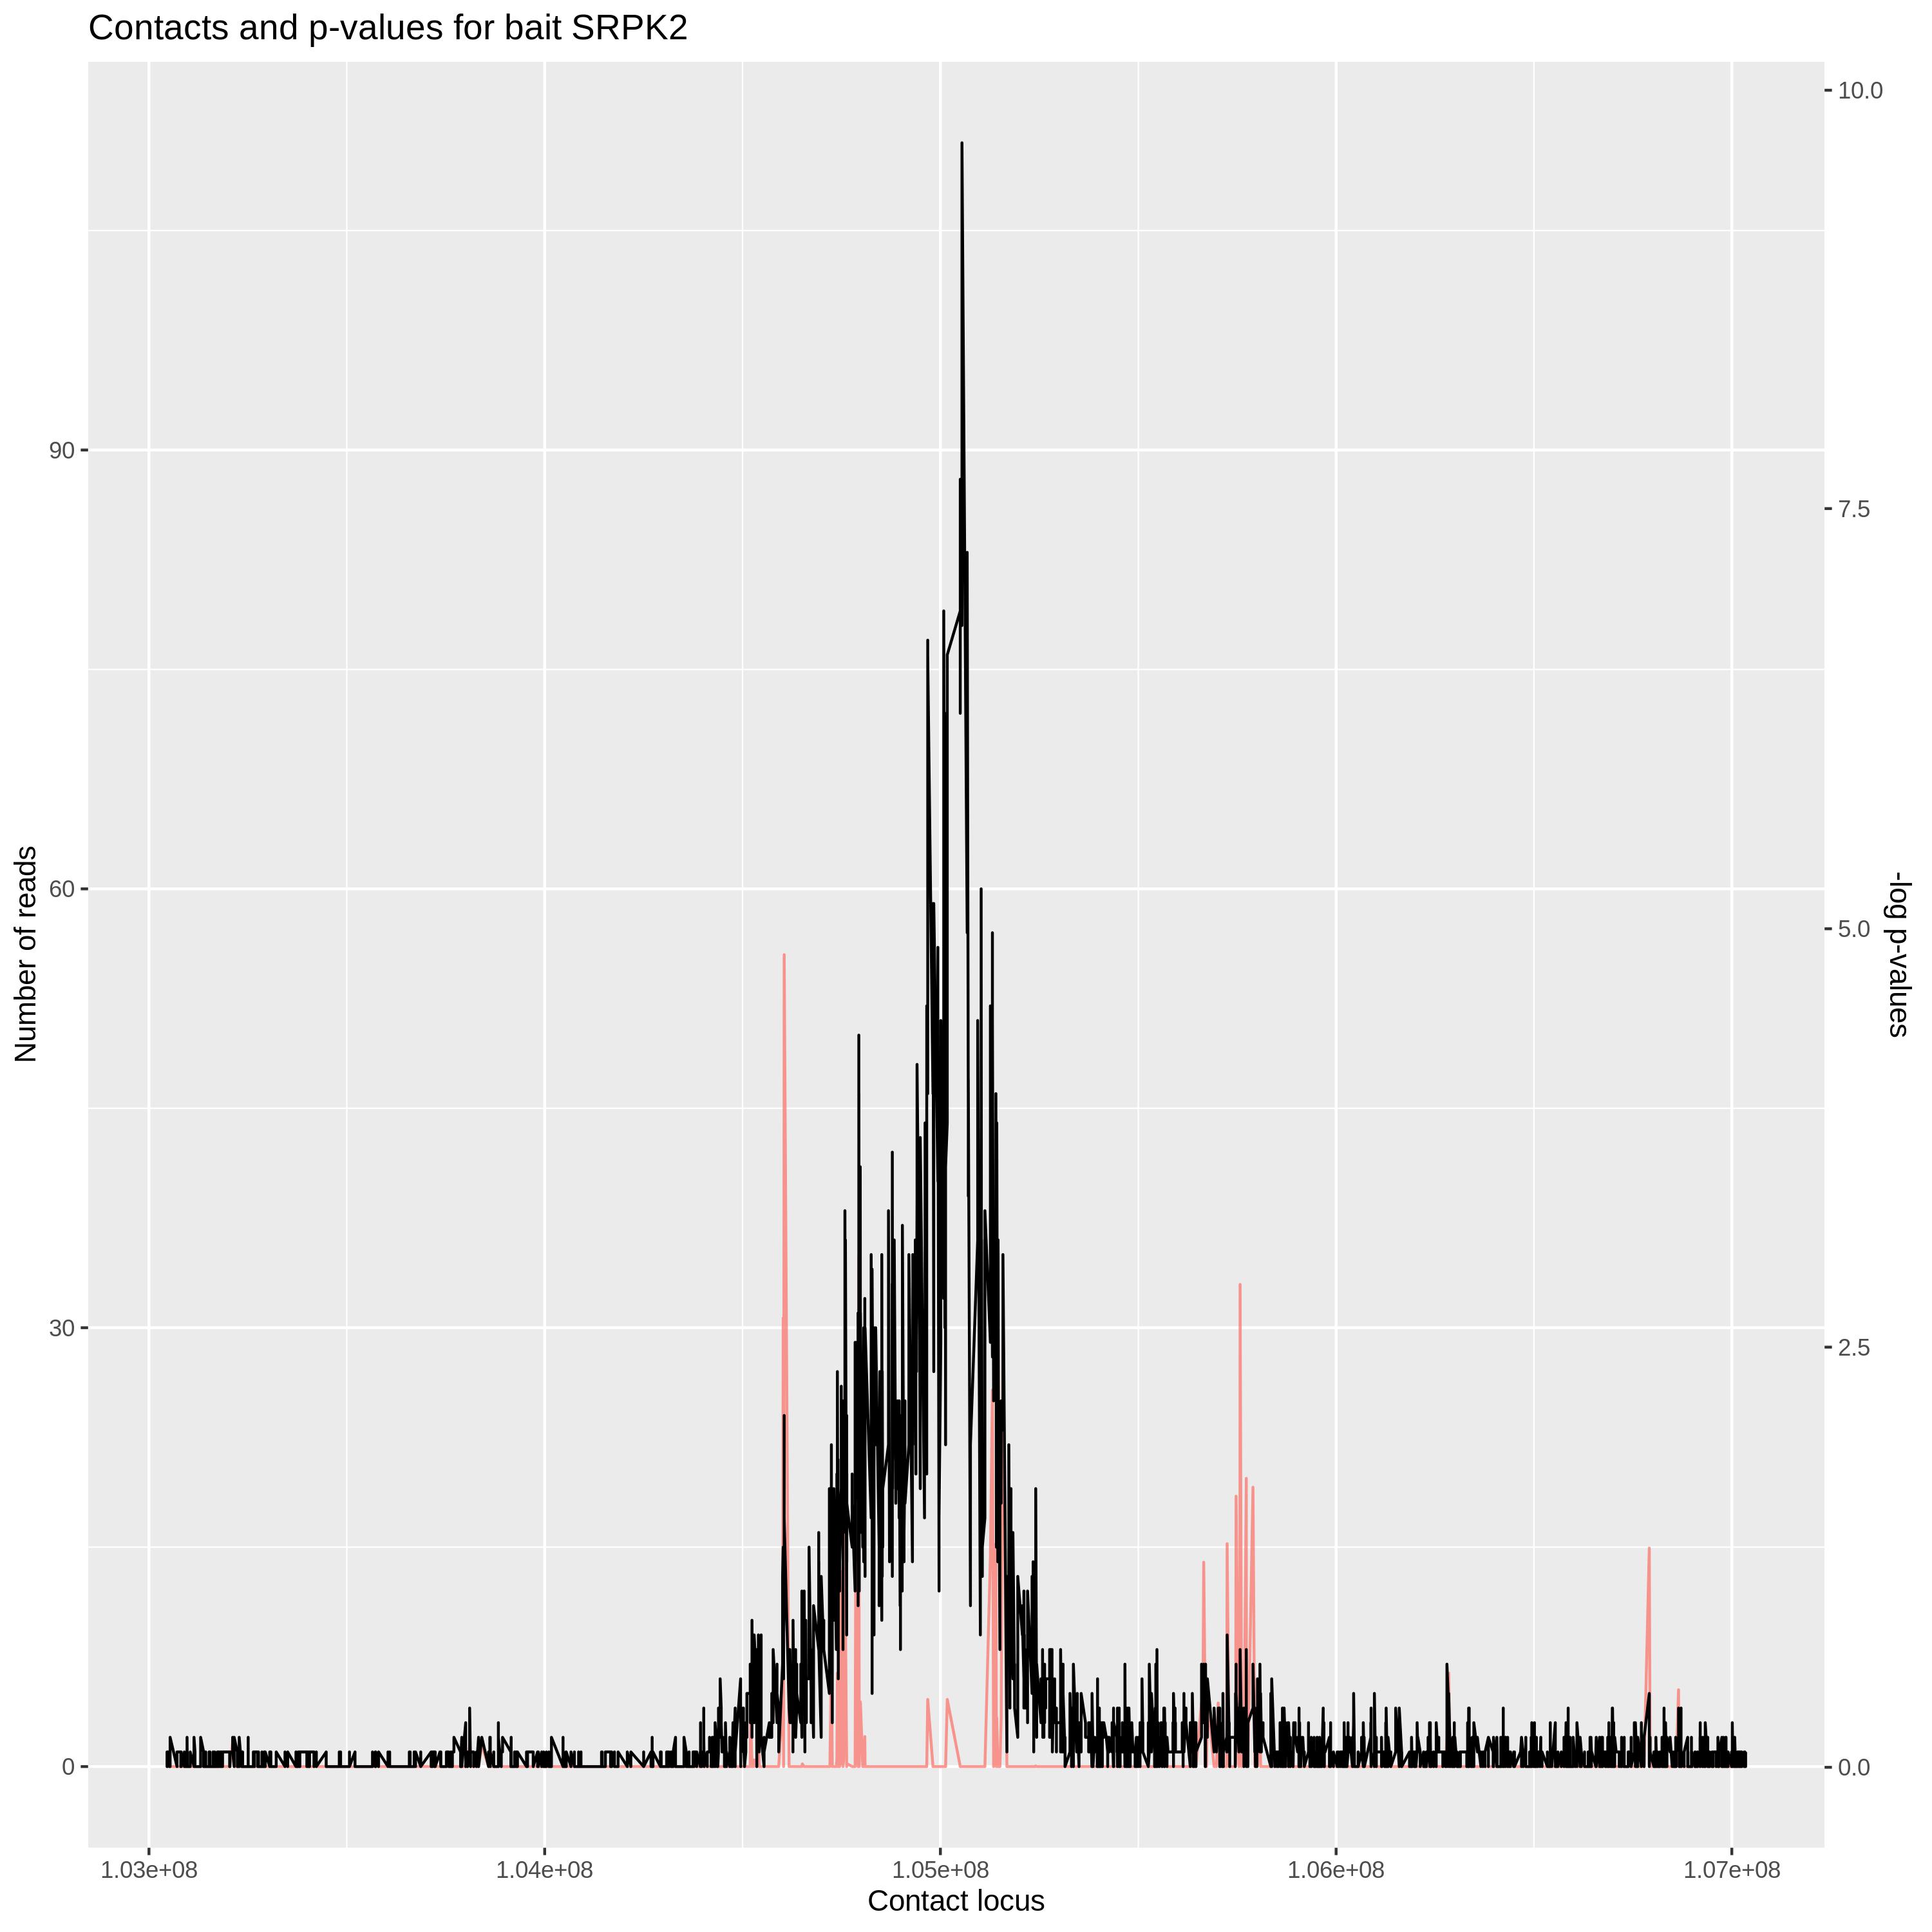 Contacts and p-values for bait SRPK2
10.0
90
7.5
60
5.0
Number of reads
-log p-values
30
2.5
0
0.0
1.03e+08 1.04e+08 1.05e+08 1.06e+08 1.07e+08
Contact locus